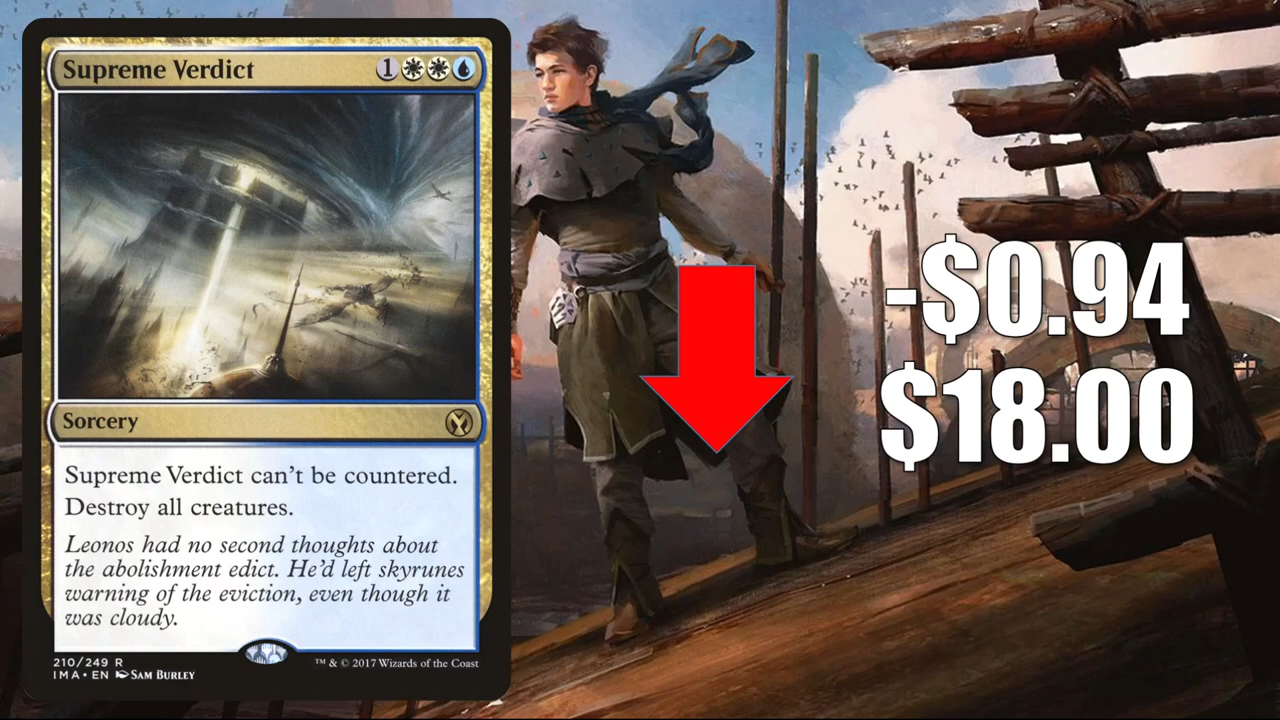 Supreme Verdict 1
Sorcery
Supreme Verdict can't be countered.
Destroy all creatures.
Leonos had no second thoughts about
the abolishment edict. He'd left skyrunes
warning of the eviction, even though it
was cloudy.
210/249 R
IMA • EN SAM BURLEY
™ & © 2017 Wizards of the Coast
-$0.94
$18.00